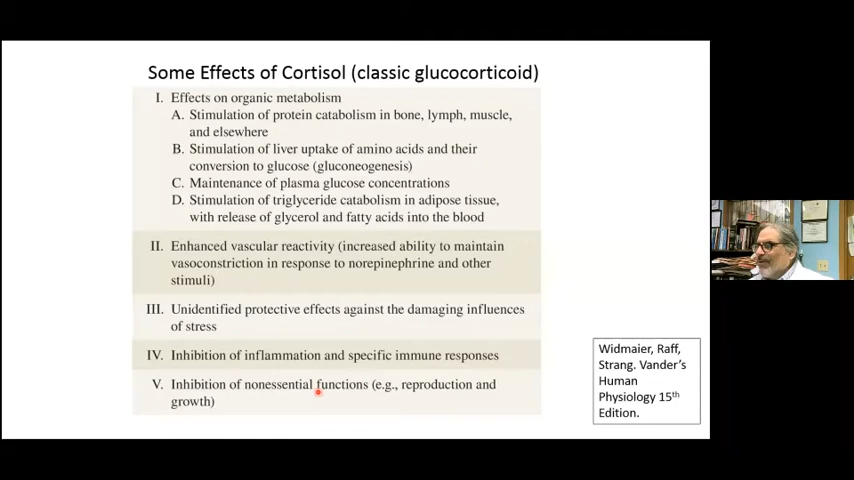 Some Effects of Cortisol (classic glucocorticoid)
I. Effects on organic metabolism
A. Stimulation of protein catabolism in bone, lymph, muscle,
and elsewhere
B. Stimulation of liver uptake of amino acids and their
conversion to glucose (gluconeogenesis)
C. Maintenance of plasma glucose concentrations
D. Stimulation of triglyceride catabolism in adipose tissue,
with release of glycerol and fatty acids into the blood
II. Enhanced vascular reactivity (increased ability to maintain
vasoconstriction in response to norepinephrine and other
stimuli)
III. Unidentified protective effects against the damaging influences
of stress
IV. Inhibition of inflammation and specific immune responses
V. Inhibition of nonessential functions (e.g., reproduction and
growth)
Widmaier, Raff,
Strang. Vander's
Human
Physiology 15th
Edition.